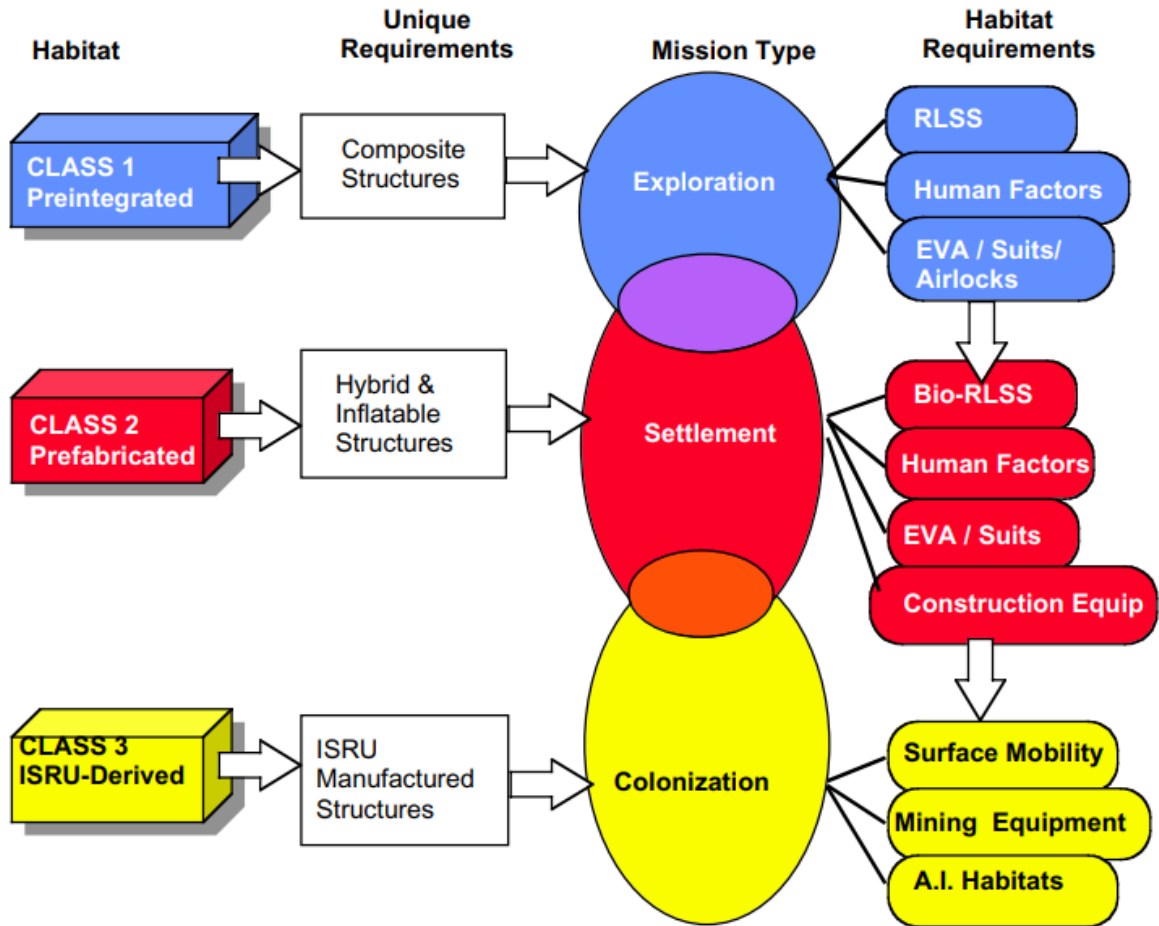 Habitat
Unique
Requirements
Mission Type
Habitat
Requirements
CLASS 1
Preintegrated
Composite
Structures
Exploration
RLSS
Human Factors
EVA / Suits/
Airlocks
CLASS 2
Prefabricated
Hybrid &
Inflatable
Structures
Settlement
Bio-RLSS
Human Factors
EVA / Suits
Construction Equip
CLASS 3
ISRU-Derived
ISRU
Manufactured
Structures
Colonization
Surface Mobility
Mining Equipment
A.I. Habitats